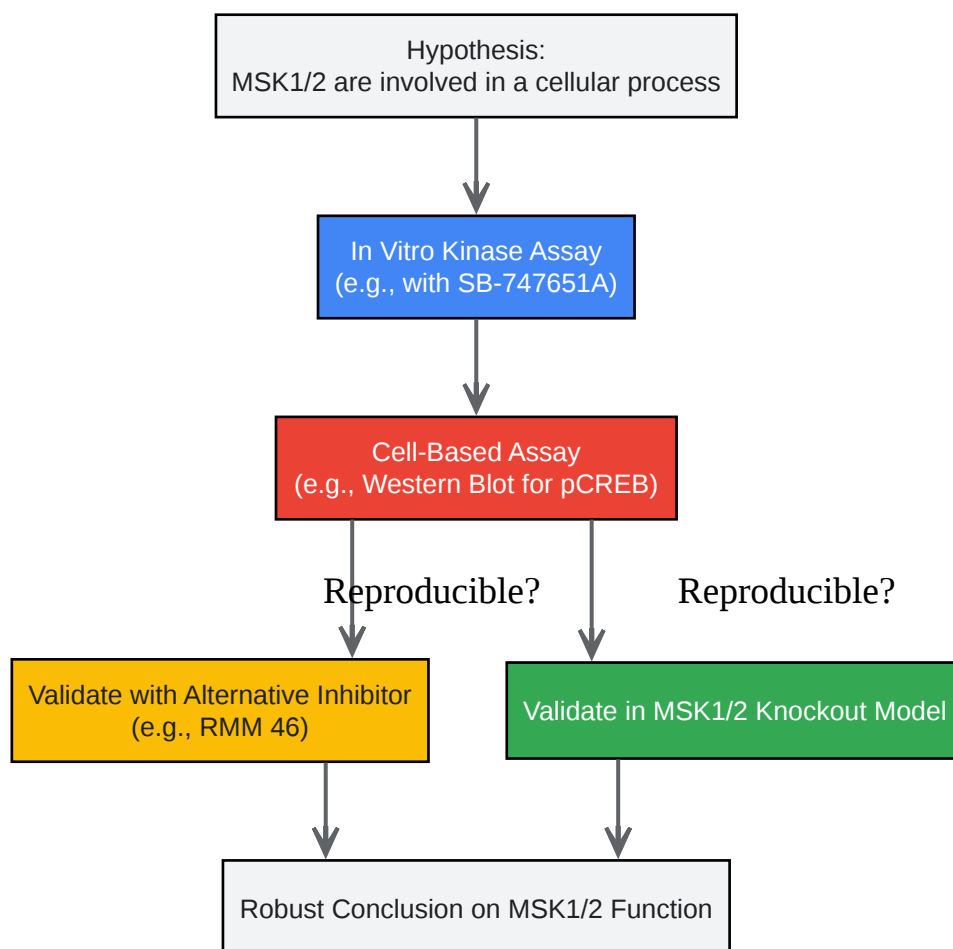 Hypothesis:
MSK1/2 are involved in a cellular process
In Vitro Kinase Assay
(e.g., with SB-747651A)
Cell-Based Assay
(e.g., Western Blot for pCREB)
Reproducible?
Reproducible?
Validate with Alternative Inhibitor
(e.g., RMM 46)
Validate in MSK1/2 Knockout Model
Robust Conclusion on MSK1/2 Function